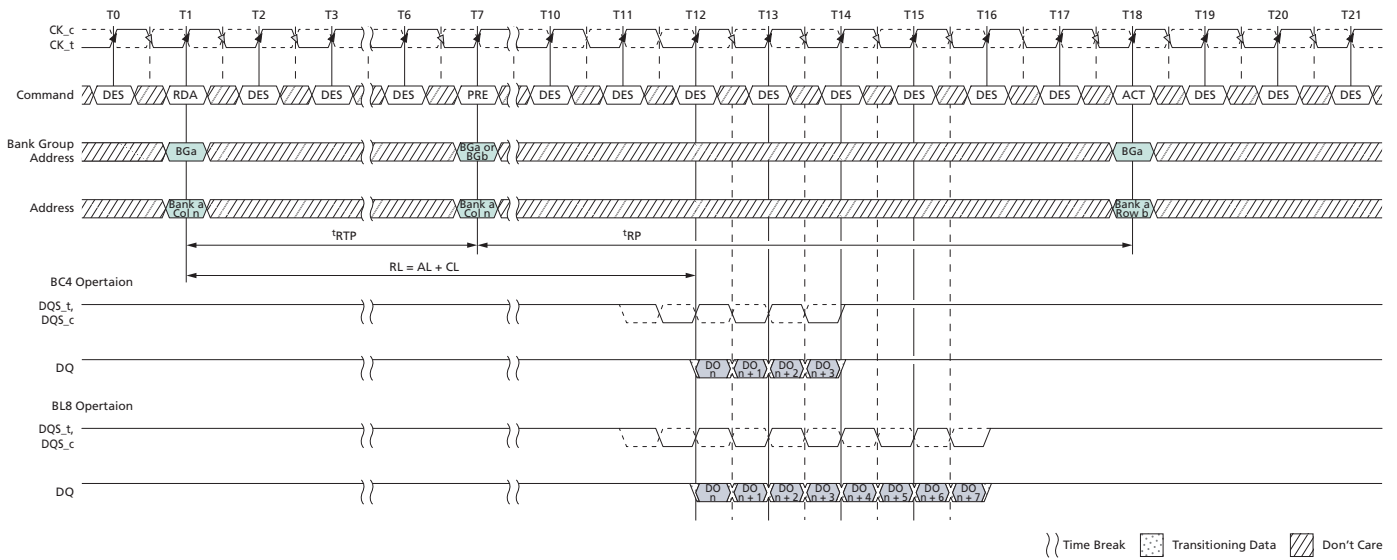 T0 T1 T2 T3 T6 T7 T10 T11 T12 T13 T14 T15 T16 T17 T18 T19 T20 T21
CK_c
CK_t
Command DES RDA DES DES DES PRE DES DES DES DES DES DES DES DES ACT DES DES DES
Bank Group
Address BGa BGa or
BGb BGa
Address Bank a
Col n Bank a
Col n Bank a
Row b
tRTP tRP
RL = AL + CL
BC4 Opertaion
DQS_t,
DQS_c
DQ DO
n DO
n + 1 DO
n + 2 DO
n + 3
BL8 Opertaion
DQS_t,
DQS_c
DQ DO
n DO
n + 1 DO
n + 2 DO
n + 3 DO
n + 4 DO
n + 5 DO
n + 6 DO
n + 7
Time Break Transitioning Data Don't Care